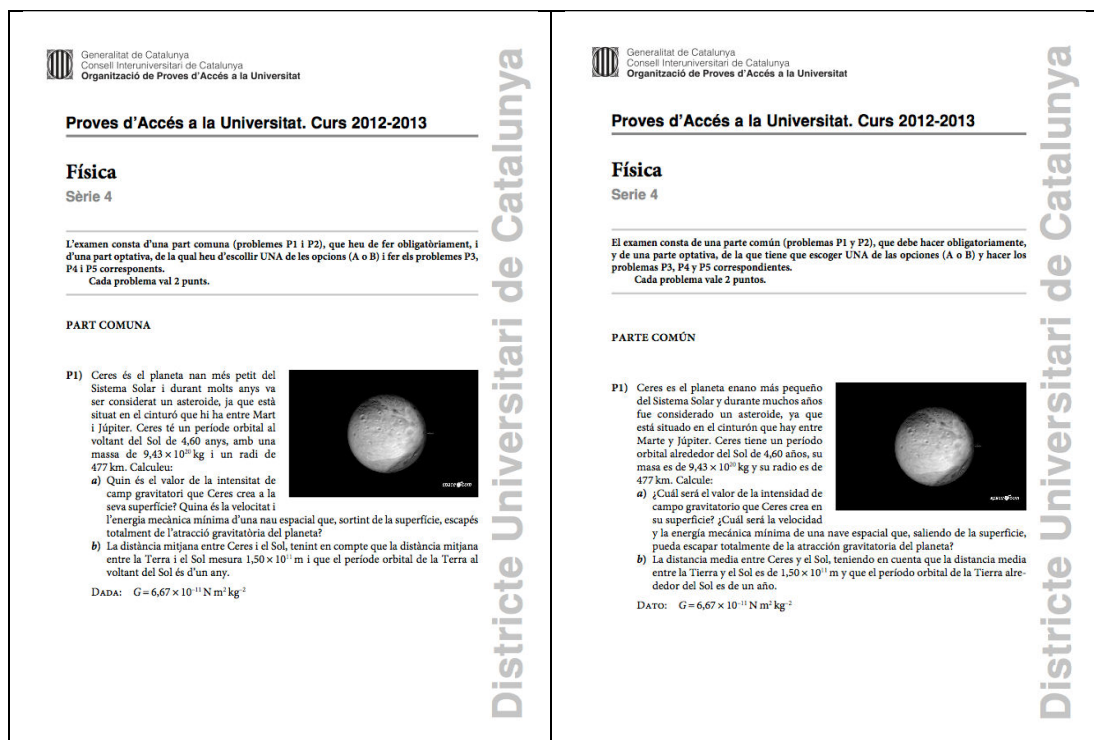 Generalitat de Catalunya
Consell Interuniversitari de Catalunya
Organització de Proves d'Accés a la Universitat
Proves d'Accés a la Universitat. Curs 2012-2013
Física
Sèrie 4
L'examen consta d'una part comuna (problemes P1 i P2), que heu de fer obligatòriament, i
d'una part optativa, de la qual heu d'escollir UNA de les opcions (A o B) i fer els problemes P3,
P4 i P5 corresponents.
Cada problema val 2 punts.
PART COMUNA
P1) Ceres és el planeta nan més petit del
Sistema Solar i durant molts anys va
ser considerat un asteroide, ja que està
situat en el cinturó que hi ha entre Mart
i Júpiter. Ceres té un període orbital al
voltant del Sol de 4,60 anys, amb una
massa de 9,43 × 10²⁰ kg i un radi de
477 km. Calculeu:
a) Quin és el valor de la intensitat de
camp gravitatori que Ceres crea a la
seva superfície? Quina és la velocitat i
l'energia mecànica mínima d'una nau espacial que, sortint de la superfície, escapés
totalment de l'atracció gravitatòria del planeta?
b) La distància mitjana entre Ceres i el Sol, tenint en compte que la distància mitjana
entre la Terra i el Sol mesura 1,50 × 10¹¹ m i que el període orbital de la Terra al
voltant del Sol és d'un any.
DADA: G = 6,67 × 10⁻¹¹ N m² kg⁻²
space.com
Districte Universitari de Catalunya
Generalitat de Catalunya
Consell Interuniversitari de Catalunya
Organització de Proves d'Accés a la Universitat
Proves d'Accés a la Universitat. Curs 2012-2013
Física
Serie 4
El examen consta de una parte común (problemas P1 y P2), que debe hacer obligatoriamente,
y de una parte optativa, de la que tiene que escoger UNA de las opciones (A o B) y hacer los
problemas P3, P4 y P5 correspondientes.
Cada problema vale 2 puntos.
PARTE COMÚN
P1) Ceres es el planeta enano más pequeño
del Sistema Solar y durante muchos años
fue considerado un asteroide, ya que
está situado en el cinturón que hay entre
Marte y Júpiter. Ceres tiene un período
orbital alrededor del Sol de 4,60 años, su
masa es de 9,43 × 10²⁰ kg y su radio es de
477 km. Calcule:
a) ¿Cuál será el valor de la intensidad de
campo gravitatorio que Ceres crea en
su superficie? ¿Cuál será la velocidad
y la energía mecánica mínima de una nave espacial que, saliendo de la superficie,
pueda escapar totalmente de la atracción gravitatoria del planeta?
b) La distancia media entre Ceres y el Sol, teniendo en cuenta que la distancia media
entre la Tierra y el Sol es de 1,50 × 10¹¹ m y que el período orbital de la Tierra alre-
dedor del Sol es de un año.
DATO: G = 6,67 × 10⁻¹¹ N m² kg⁻²
space.com
Districte Universitari de Catalunya